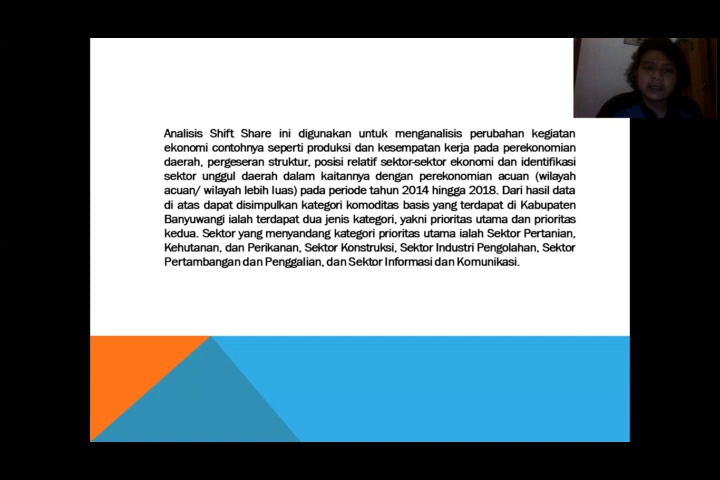 Analisis Shift Share ini digunakan untuk menganalisis perubahan kegiatan
ekonomi contohnya seperti produksi dan kesempatan kerja pada perekonomian
daerah, pergeseran struktur, posisi relatif sektor-sektor ekonomi dan identifikasi
sektor unggul daerah dalam kaitannya dengan perekonomian acuan (wilayah
acuan/ wilayah lebih luas) pada periode tahun 2014 hingga 2018. Dari hasil data
di atas dapat disimpulkan kategori komoditas basis yang terdapat di Kabupaten
Banyuwangi ialah terdapat dua jenis kategori, yakni prioritas utama dan prioritas
kedua. Sektor yang menyandang kategori prioritas utama ialah Sektor Pertanian,
Kehutanan, dan Perikanan, Sektor Konstruksi, Sektor Industri Pengolahan, Sektor
Pertambangan dan Penggalian, dan Sektor Informasi dan Komunikasi.